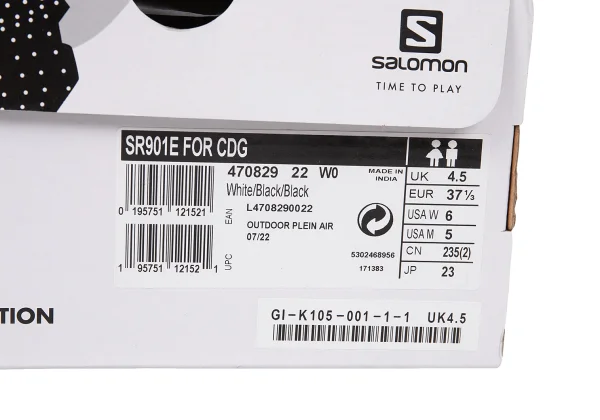 S
salomon
TIME TO PLAY
SR901E FOR CDG
470829 22 W0
White/Black/Black
L4708290022
OUTDOOR PLEIN AIR
07/22
MADE IN
INDIA
5302468956
171383
0 195751 121521
EAN
1 95751 12152 1
UPC
UK 4.5
EUR 37⅓
USA W 6
USA M 5
CN 235(2)
JP 23
TION
GI-K105-001-1-1 UK4.5